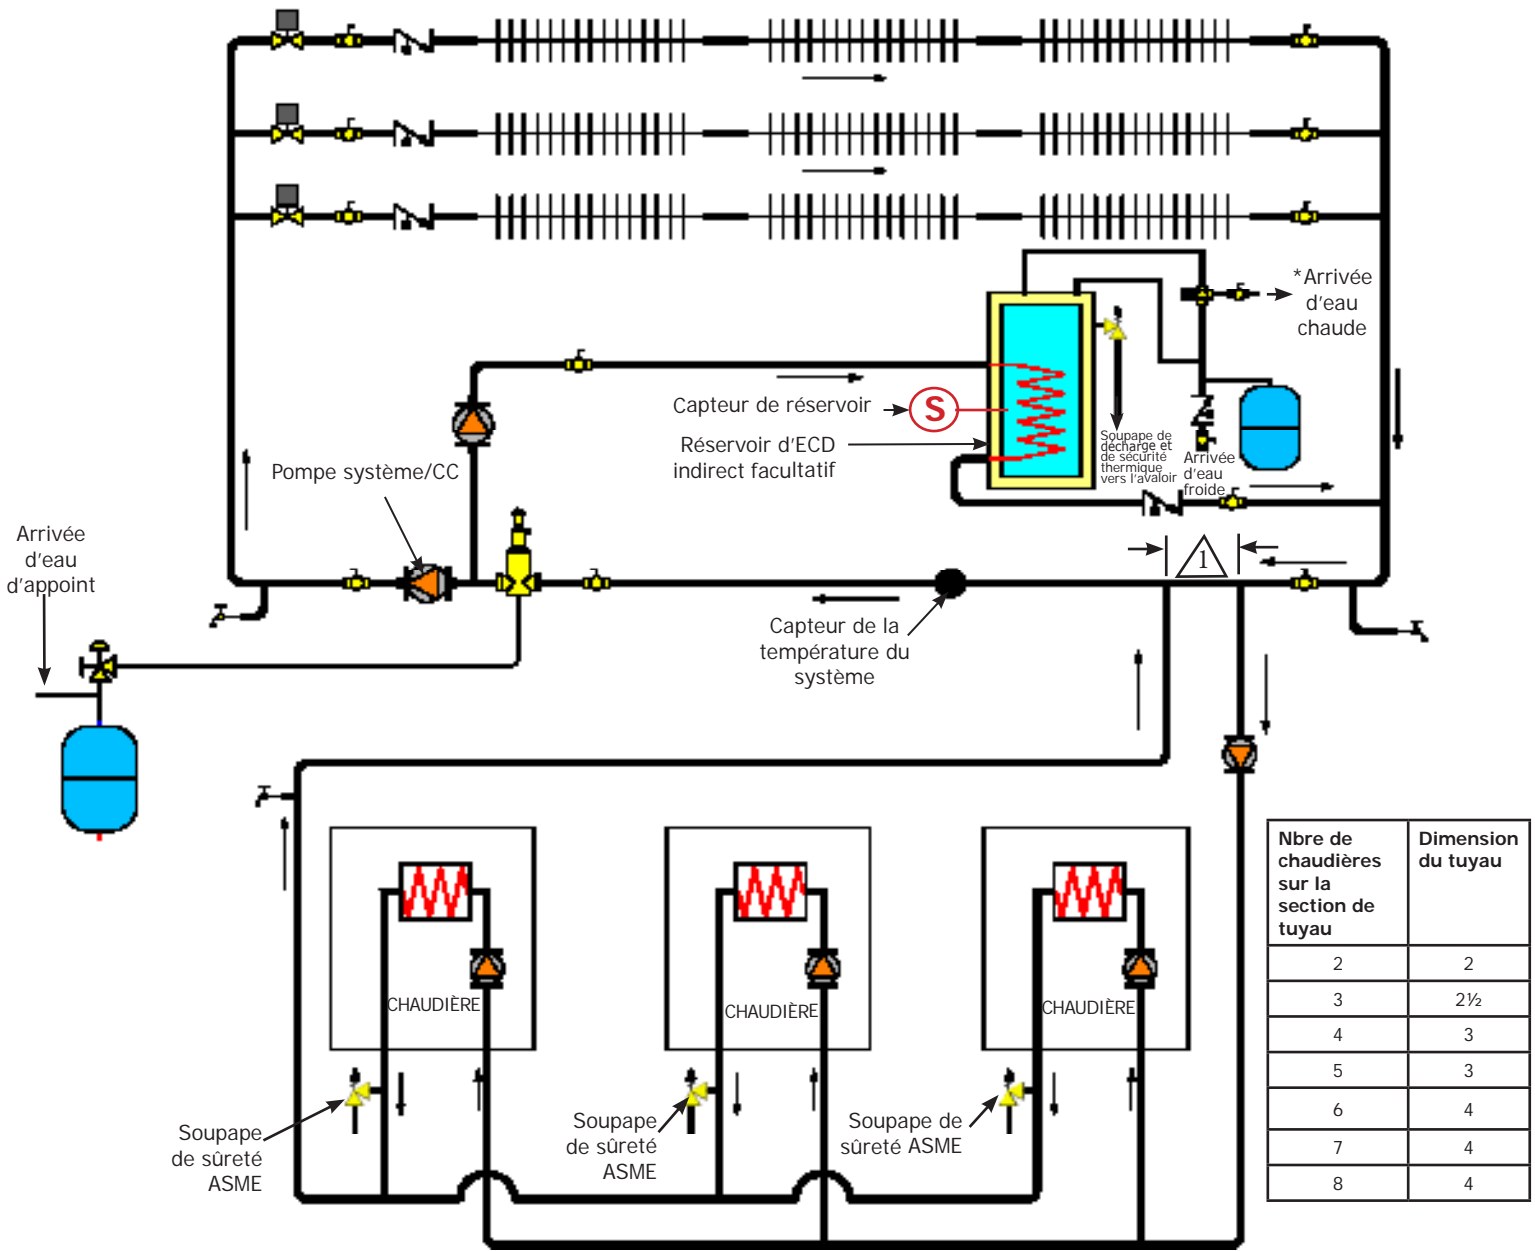 *Arrivée
d'eau
chaude
Capteur de réservoir
S
Réservoir d'ECD
indirect facultatif
Soupape de
décharge et
de sécurité
thermique
vers l'avaloir
Arrivée
d'eau
froide
Pompe système/CC
Arrivée
d'eau
d'appoint
1
Capteur de la
température du
système
CHAUDIÈRE
CHAUDIÈRE
CHAUDIÈRE
Soupape
de sûreté
ASME
Soupape
de sûreté
ASME
Soupape de
sûreté ASME
Nbre de
chaudières
sur la
section de
tuyau
Dimension
du tuyau
2 2
3 2½
4 3
5 3
6 4
7 4
8 4